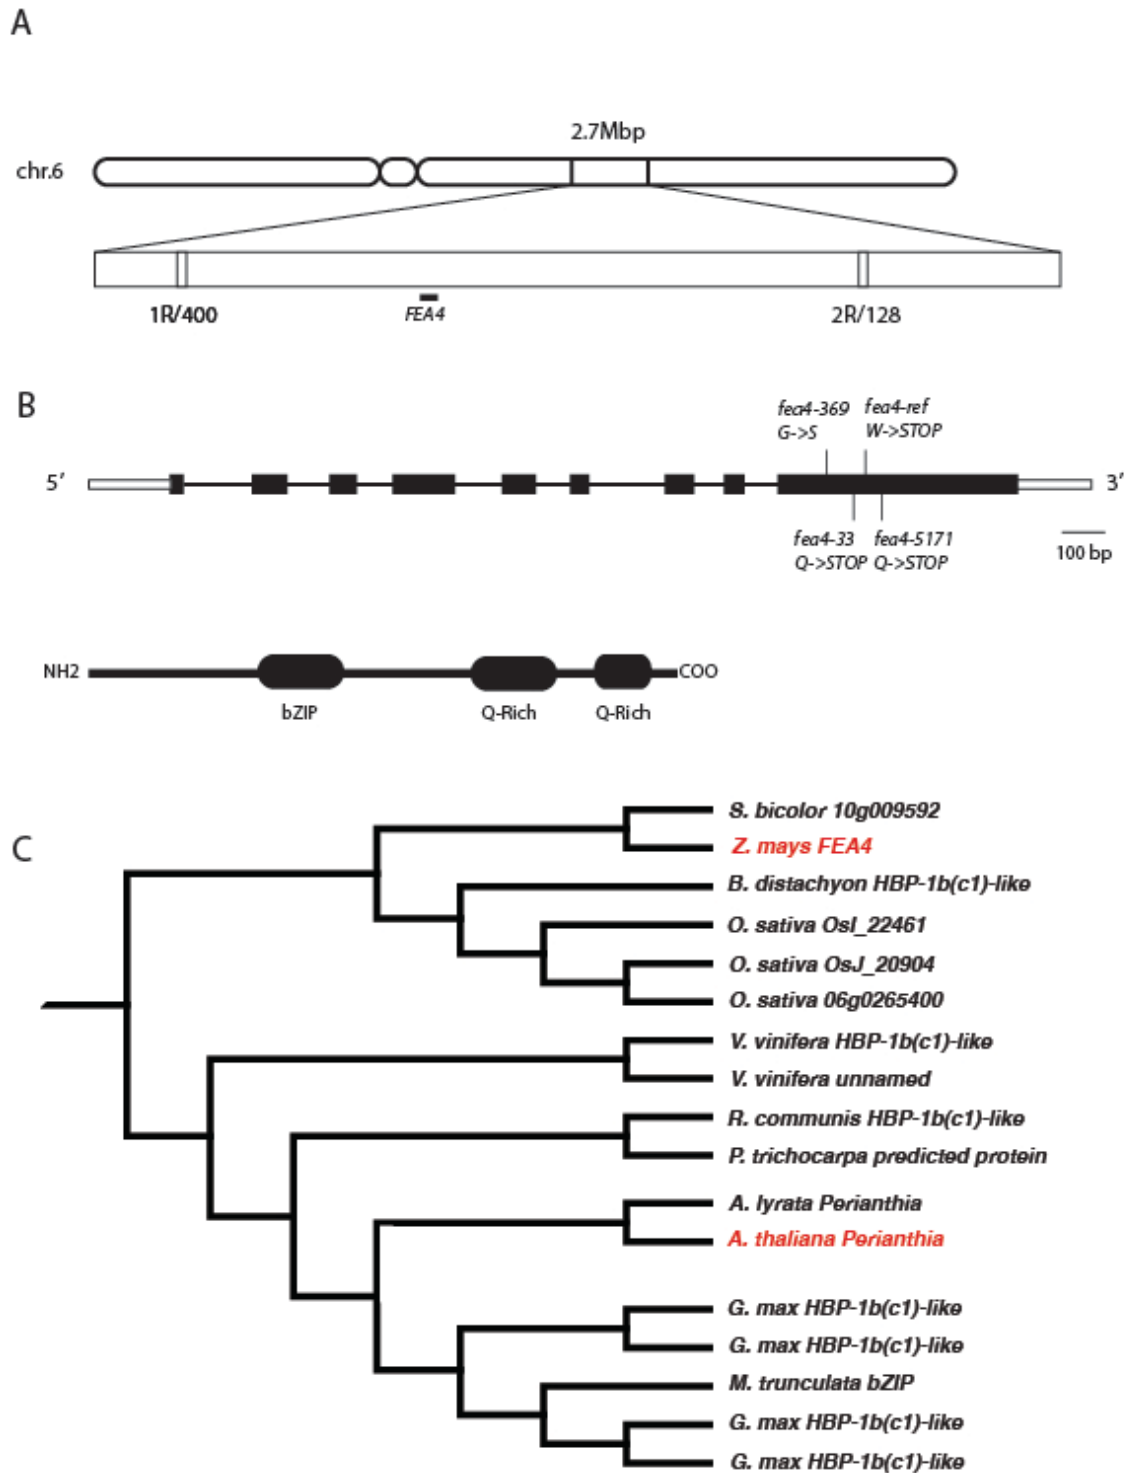 A
2.7Mbp
chr.6
1R/400
FEA4
2R/128
B
fea4-369 fea4-ref
G->S W->STOP
5' 3'
fea4-33 fea4-5171
Q->STOP Q->STOP
100 bp
NH2 COO
bZIP Q-Rich Q-Rich
C
S. bicolor 10g009592
Z. mays FEA4
B. distachyon HBP-1b(c1)-like
O. sativa OsI_22461
O. sativa OsJ_20904
O. sativa 06g0265400
V. vinifera HBP-1b(c1)-like
V. vinifera unnamed
R. communis HBP-1b(c1)-like
P. trichocarpa predicted protein
A. lyrata Perianthia
A. thaliana Perianthia
G. max HBP-1b(c1)-like
G. max HBP-1b(c1)-like
M. trunculata bZIP
G. max HBP-1b(c1)-like
G. max HBP-1b(c1)-like